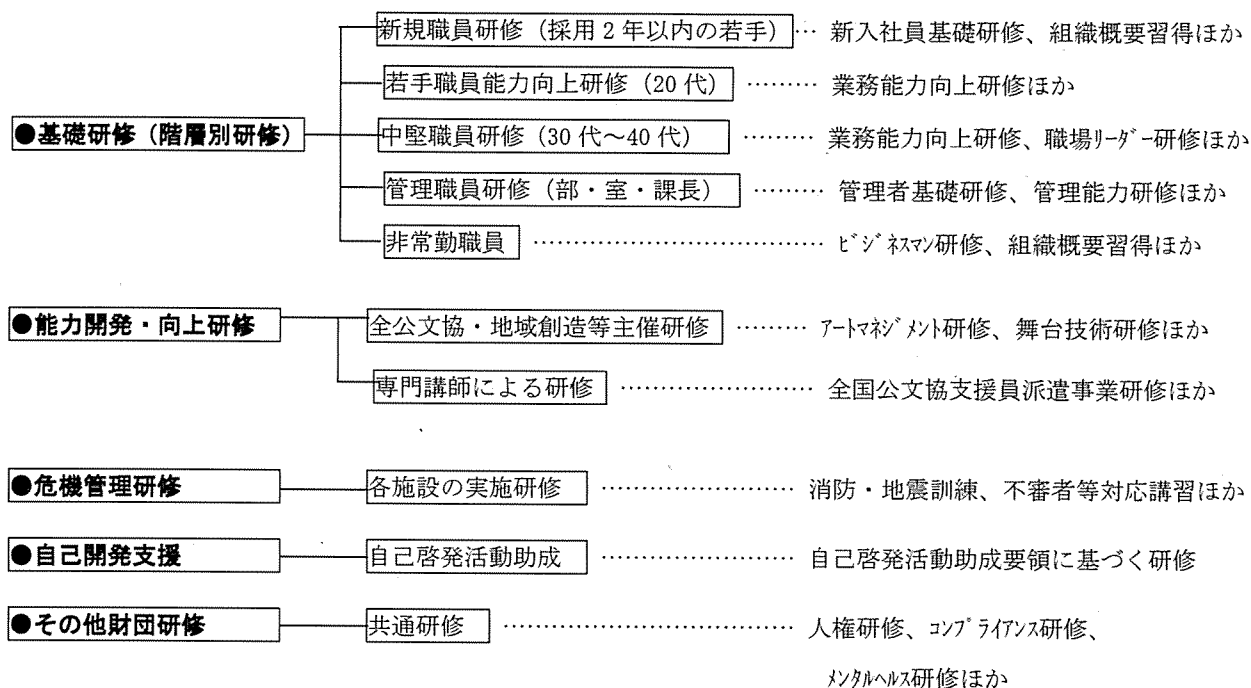 新規職員研修（採用2年以内の若手）… 新入社員基礎研修、組織概要習得ほか
若手職員能力向上研修（20代）……… 業務能力向上研修ほか
●基礎研修（階層別研修） 中堅職員研修（30代～40代）……… 業務能力向上研修、職場ﾘｰﾀﾞｰ研修ほか
管理職員研修（部・室・課長）……… 管理者基礎研修、管理能力研修ほか
非常勤職員 ………………………… ﾋﾞｼﾞﾈｽﾏﾝ研修、組織概要習得ほか
●能力開発・向上研修 全公文協・地域創造等主催研修 ……… ｱｰﾄﾏﾈｼﾞﾒﾝﾄ研修、舞台技術研修ほか
専門講師による研修 ………………… 全国公文協支援員派遣事業研修ほか
●危機管理研修 各施設の実施研修 ………………… 消防・地震訓練、不審者等対応講習ほか
●自己開発支援 自己啓発活動助成 ………………… 自己啓発活動助成要領に基づく研修
●その他財団研修 共通研修 ………………………… 人権研修、ｺﾝﾌﾟﾗｲｱﾝｽ研修、
ﾒﾝﾀﾙﾍﾙｽ研修ほか